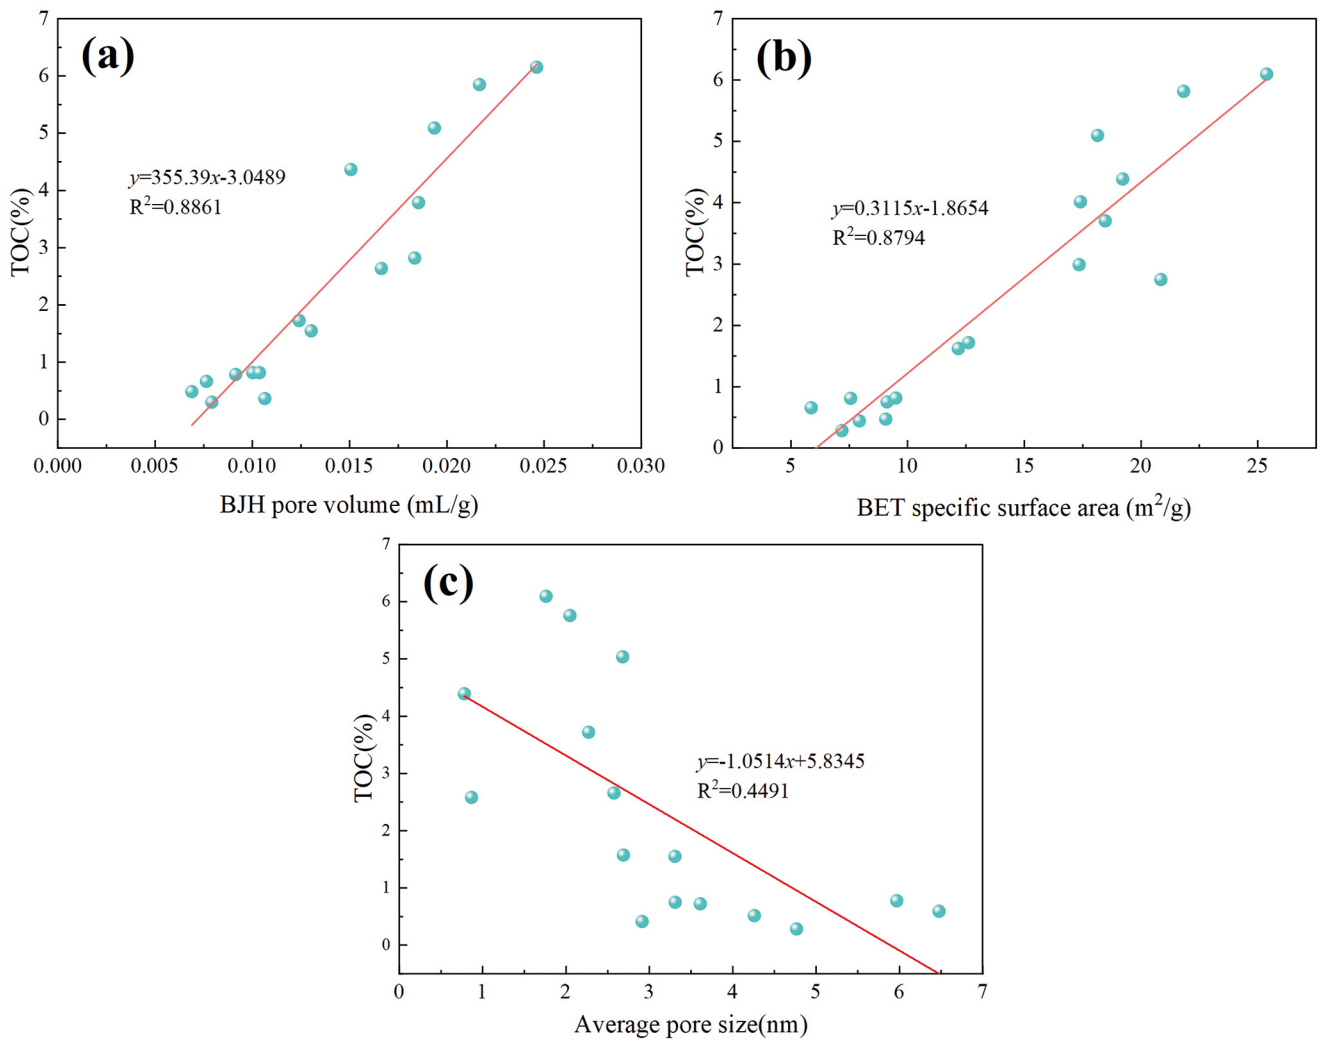 (a)
7
6
5
4
3
2
1
0
TOC(%)
y=355.39x-3.0489
R²=0.8861
0.000 0.005 0.010 0.015 0.020 0.025 0.030
BJH pore volume (mL/g)
(b)
7
6
5
4
3
2
1
0
TOC(%)
y=0.3115x-1.8654
R²=0.8794
5 10 15 20 25
BET specific surface area (m²/g)
(c)
7
6
5
4
3
2
1
0
TOC(%)
y=-1.0514x+5.8345
R²=0.4491
0 1 2 3 4 5 6 7
Average pore size(nm)